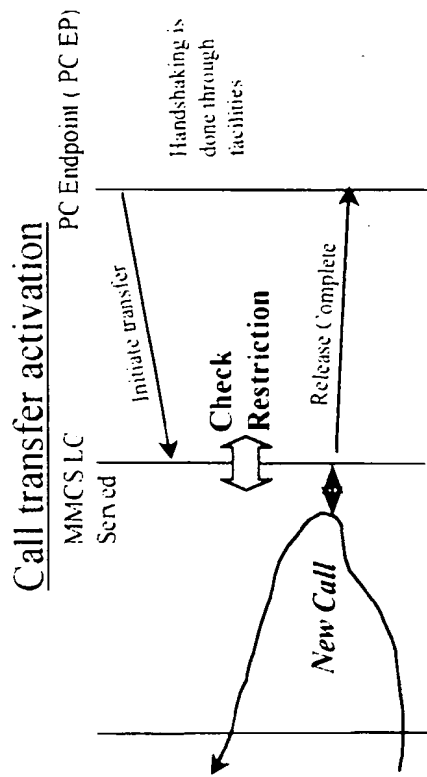 Call transfer activation
MMCS LC
Served
PC Endpoint ( PC EP)
Initiate transfer
Handshaking is
done through
facilities
Check
Restriction
New Call
Release Complete